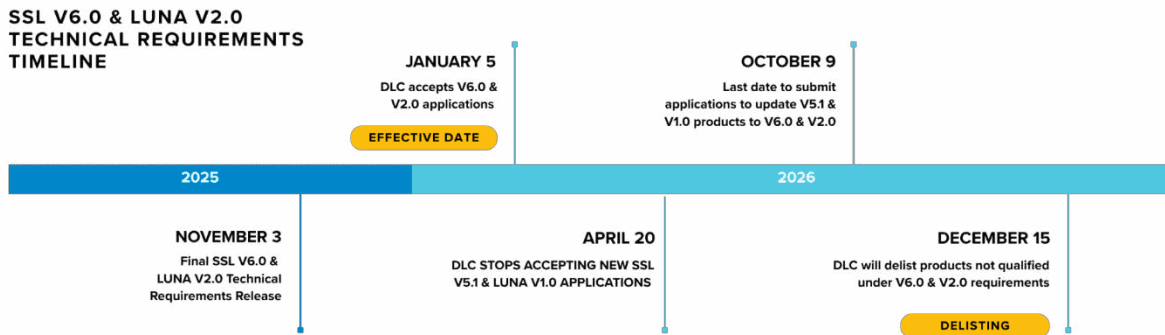 SSL V6.0 & LUNA V2.0
TECHNICAL REQUIREMENTS
TIMELINE
JANUARY 5
DLC accepts V6.0 &
V2.0 applications
EFFECTIVE DATE
OCTOBER 9
Last date to submit
applications to update V5.1 &
V1.0 products to V6.0 & V2.0
2025
2026
NOVEMBER 3
Final SSL V6.0 &
LUNA V2.0 Technical
Requirements Release
APRIL 20
DLC STOPS ACCEPTING NEW SSL
V5.1 & LUNA V1.0 APPLICATIONS
DECEMBER 15
DLC will delist products not qualified
under V6.0 & V2.0 requirements
DELISTING